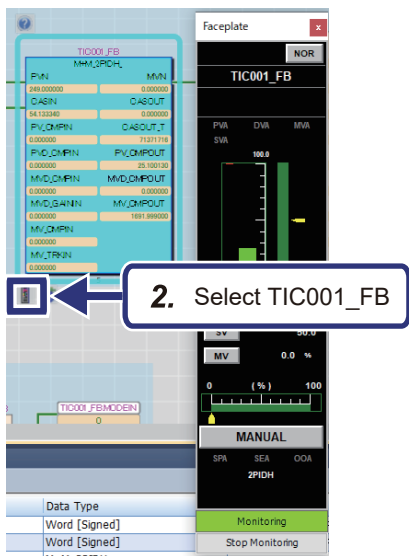 ?
TIC001_FB
M+M_2PIDH_
PVN MVN
249.000000 0.000000
CASIN CASOUT
54.133340 0.000000
PV_CMPIN CASOUT_T
0.000000 71371716
PVD_CMPIN PV_CMPOUT
0.000000 25.100130
MVD_CMPIN MVD_CMPOUT
0.000000 0.000000
MVD_GAININ MV_CMPOUT
0.000000 1691.999000
MV_CMPIN
0.000000
MV_TRKIN
0.000000
2. Select TIC001_FB
TIC001_FB.MODEIN
0
Data Type
Word [Signed]
Word [Signed]
Faceplate x
NOR
TIC001_FB
PVA DVA MVA
SVA
100.0
SV 50.0
MV 0.0 %
0 (%) 100
MANUAL
SPA SEA OOA
2PIDH
Monitoring
Stop Monitoring